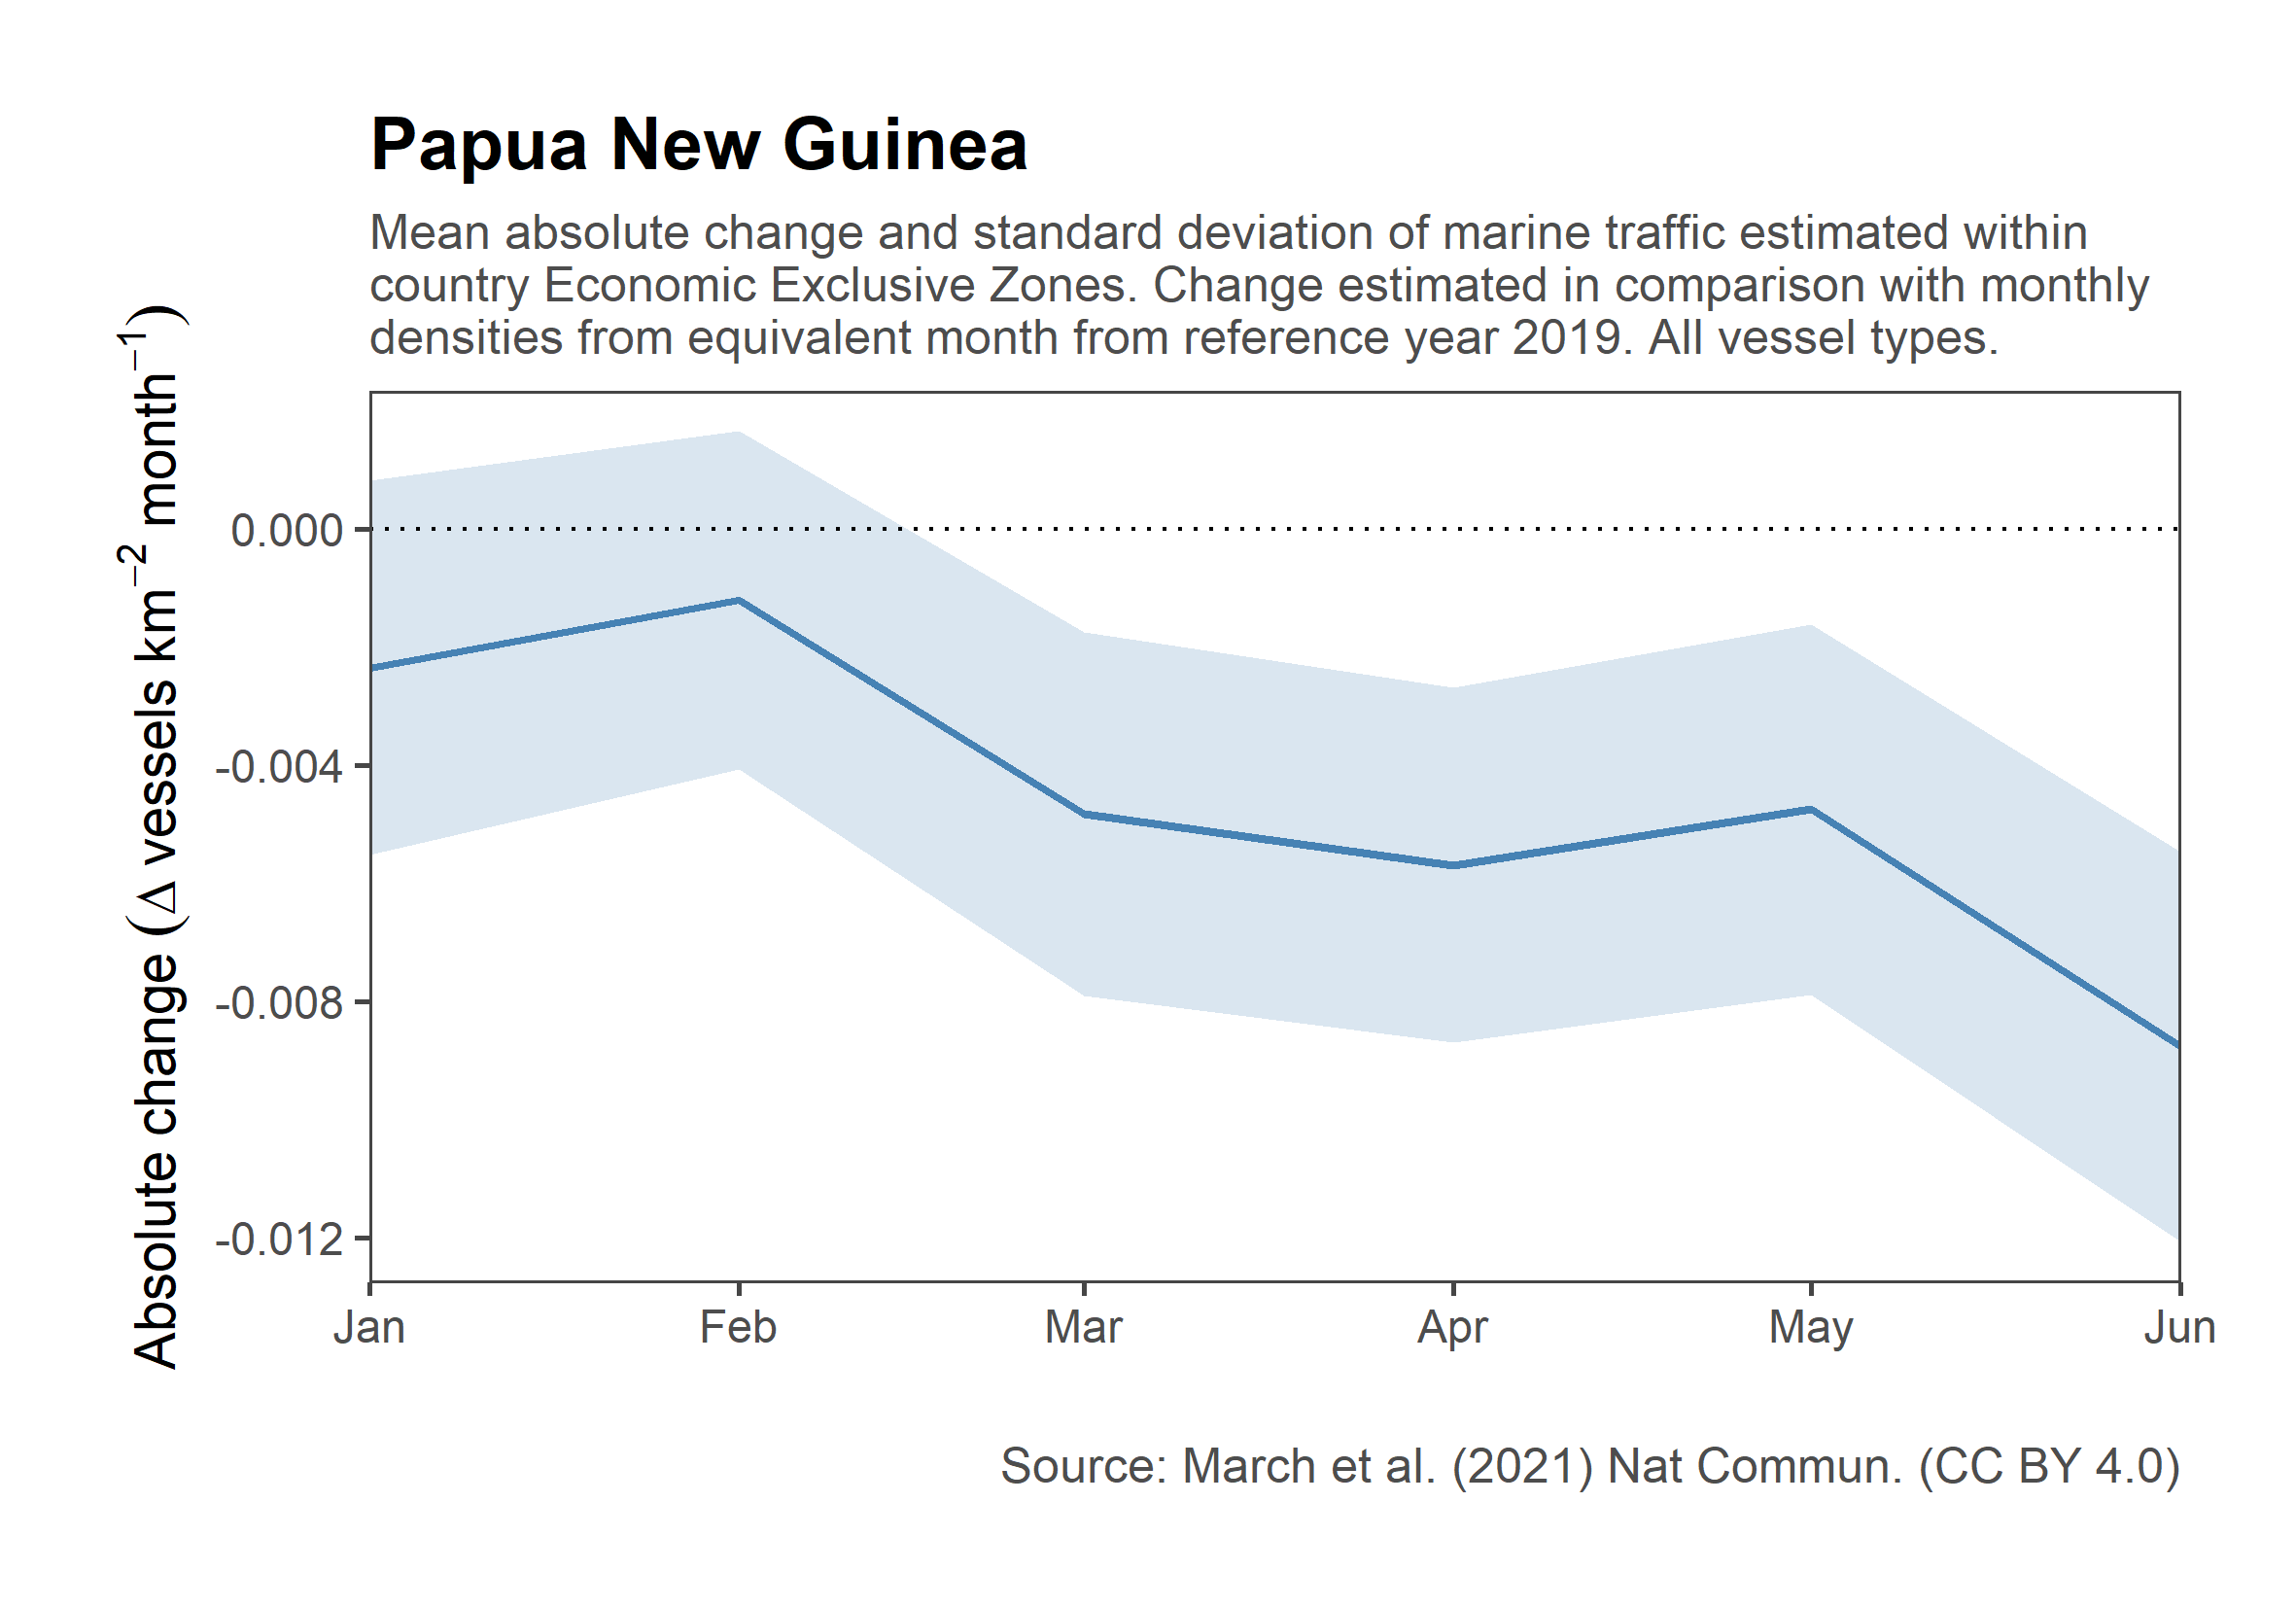 Papua New Guinea
Mean absolute change and standard deviation of marine traffic estimated within
country Economic Exclusive Zones. Change estimated in comparison with monthly
densities from equivalent month from reference year 2019. All vessel types.
Absolute change (Δ vessels km⁻² month⁻¹)
0.000
-0.004
-0.008
-0.012
Jan Feb Mar Apr May Jun
Source: March et al. (2021) Nat Commun. (CC BY 4.0)